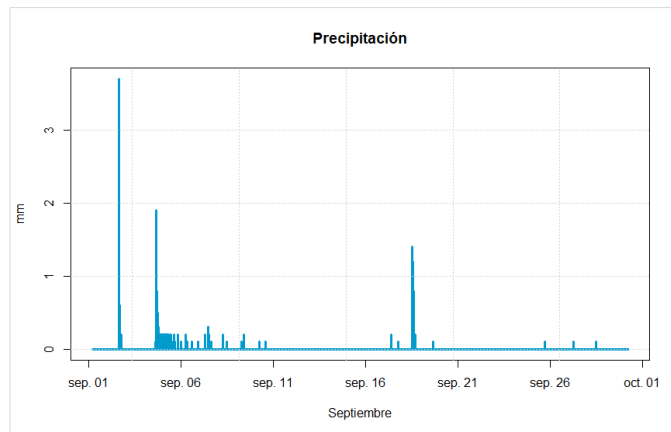 Precipitación
3
2
1
0
mm
sep. 01 sep. 06 sep. 11 sep. 16 sep. 21 sep. 26 oct. 01
Septiembre